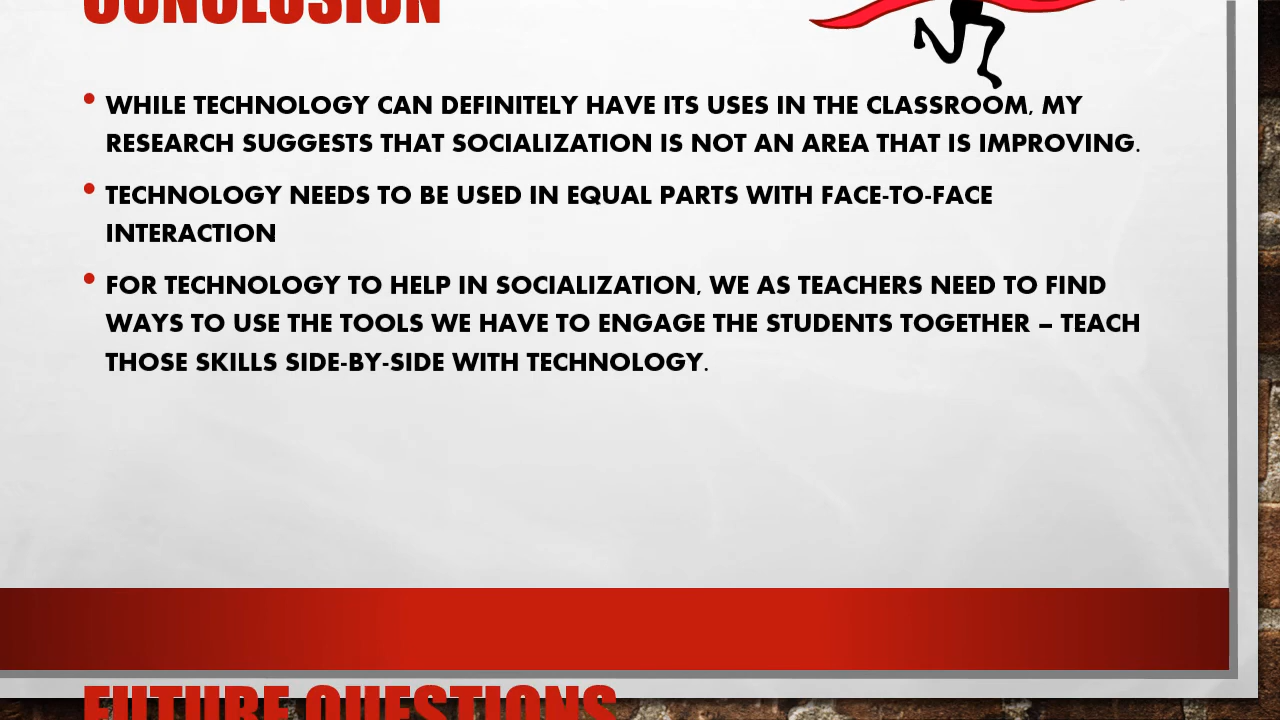 CONCLUSION
WHILE TECHNOLOGY CAN DEFINITELY HAVE ITS USES IN THE CLASSROOM, MY
RESEARCH SUGGESTS THAT SOCIALIZATION IS NOT AN AREA THAT IS IMPROVING.
TECHNOLOGY NEEDS TO BE USED IN EQUAL PARTS WITH FACE-TO-FACE
INTERACTION
FOR TECHNOLOGY TO HELP IN SOCIALIZATION, WE AS TEACHERS NEED TO FIND
WAYS TO USE THE TOOLS WE HAVE TO ENGAGE THE STUDENTS TOGETHER – TEACH
THOSE SKILLS SIDE-BY-SIDE WITH TECHNOLOGY.
FUTURE QUESTIONS